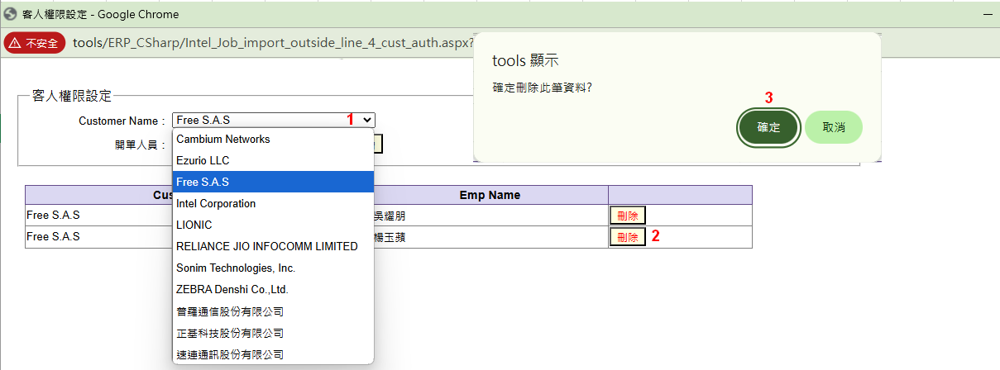 客人權限設定 - Google Chrome
不安全 tools/ERP_CSharp/Intel_Job_import_outside_line_4_cust_auth.aspx?
tools 顯示
確定刪除此筆資料?
3
確定 取消
客人權限設定
Customer Name : Free S.A.S 1
開單人員 :
Cambium Networks
Ezurio LLC
Free S.A.S
Intel Corporation
LIONIC
RELIANCE JIO INFOCOMM LIMITED
Sonim Technologies, Inc.
ZEBRA Denshi Co.,Ltd.
普羅通信股份有限公司
正基科技股份有限公司
速連通訊股份有限公司
Emp Name
Free S.A.S 吳耀朋 刪除
Free S.A.S 楊玉蘋 刪除 2